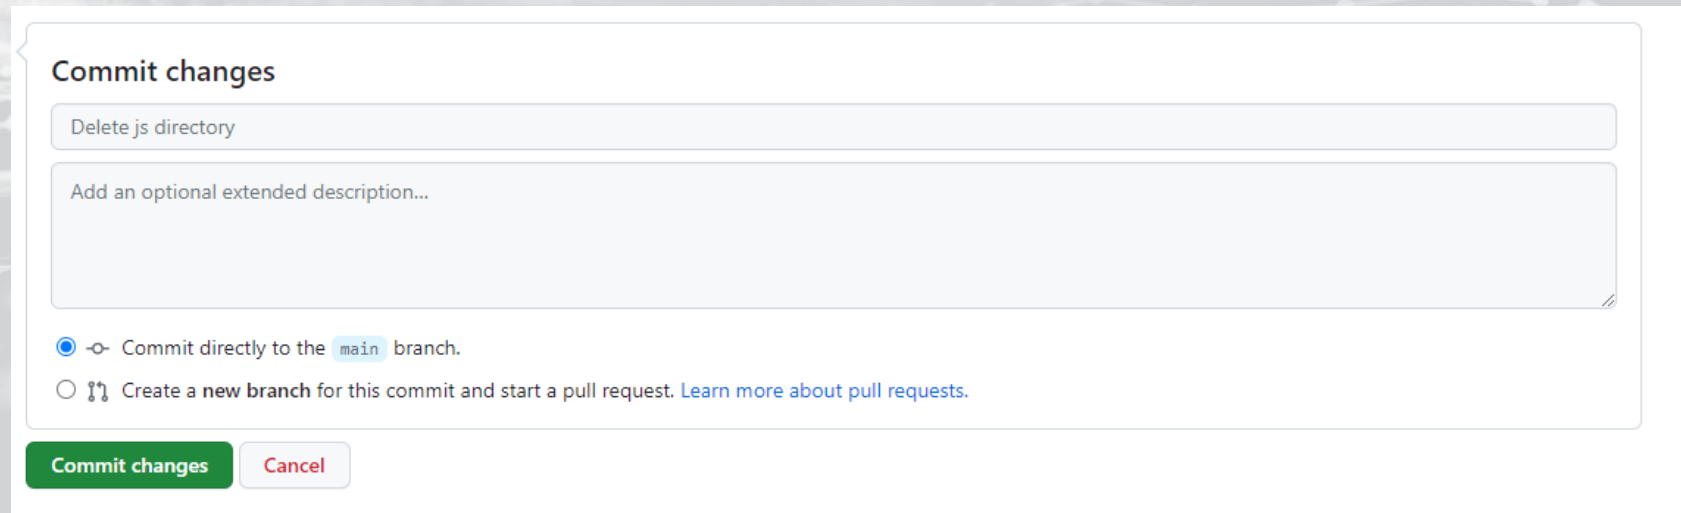 Commit changes
Delete js directory
Add an optional extended description...
Commit directly to the main branch.
Create a new branch for this commit and start a pull request. Learn more about pull requests.
Commit changes
Cancel